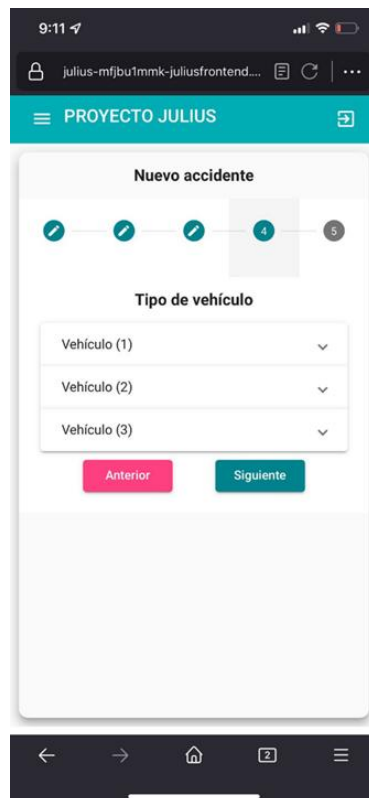 9:11
julius-mfjbu1mmk-juliusfrontend....
PROYECTO JULIUS
Nuevo accidente
4
5
Tipo de vehículo
Vehículo (1)
Vehículo (2)
Vehículo (3)
Anterior
Siguiente
2